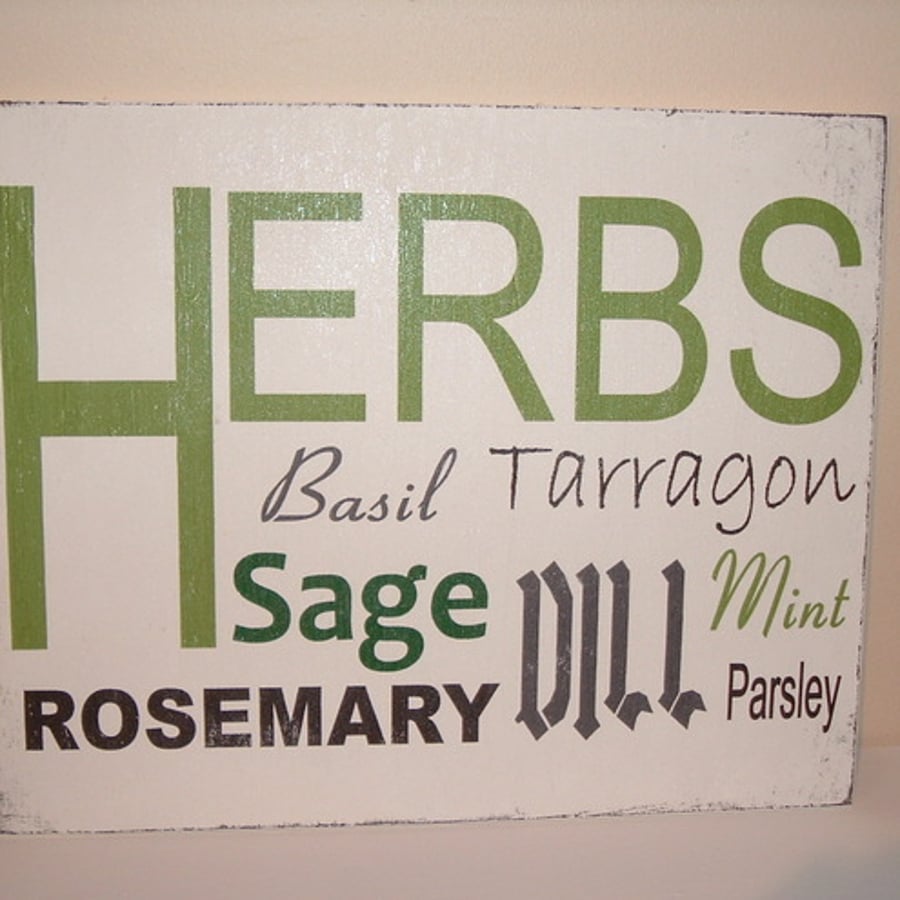 HERBS
Basil Tarragon
Sage DILL Mint
ROSEMARY Parsley